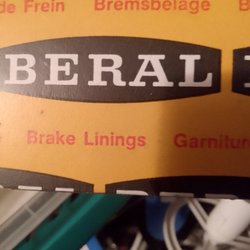 de Frein Bremsbeläge B
BERAL
Brake Linings Garnitur